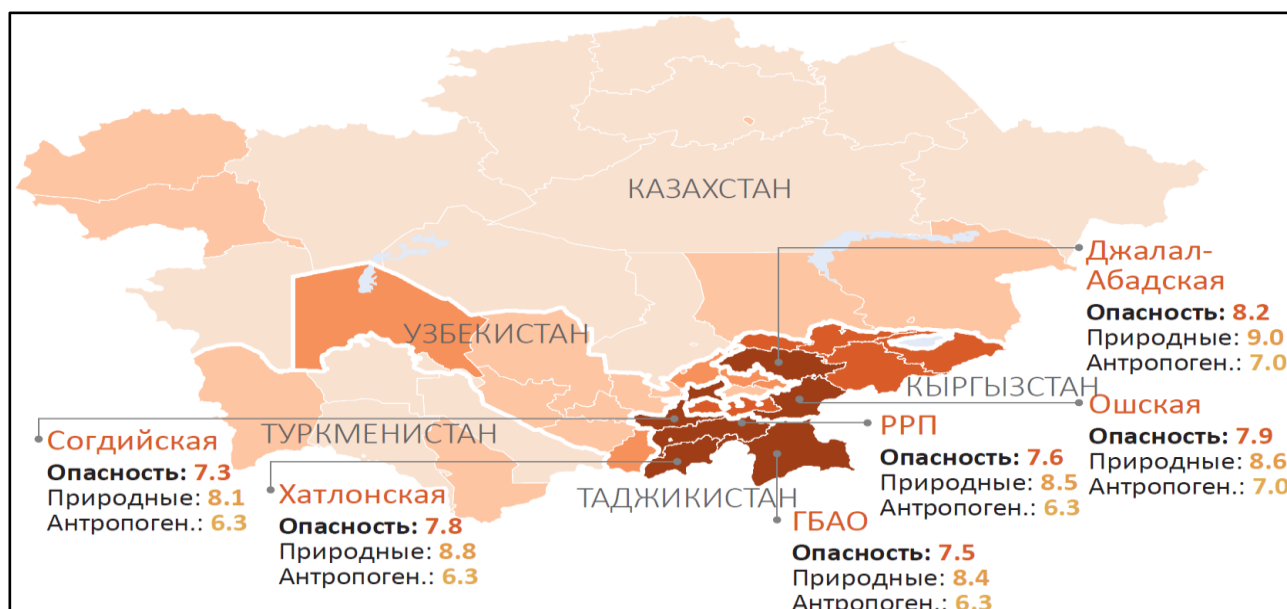 КАЗАХСТАН
УЗБЕКИСТАН
ТУРКМЕНИСТАН
КЫРГЫЗСТАН
ТАДЖИКИСТАН
Джалал-
Абадская
Опасность: 8.2
Природные: 9.0
Антропоген.: 7.0
Ошская
Опасность: 7.9
Природные: 8.6
Антропоген.: 7.0
РРП
Опасность: 7.6
Природные: 8.5
Антропоген.: 6.3
ГБАО
Опасность: 7.5
Природные: 8.4
Антропоген.: 6.3
Согдийская
Опасность: 7.3
Природные: 8.1
Антропоген.: 6.3
Хатлонская
Опасность: 7.8
Природные: 8.8
Антропоген.: 6.3